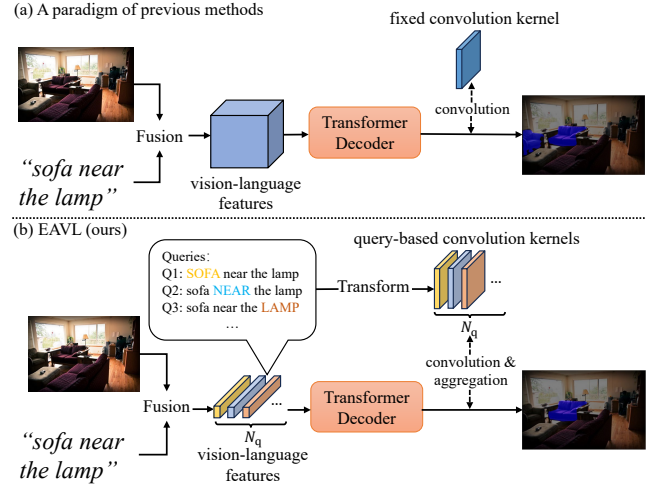 (a) A paradigm of previous methods
fixed convolution kernel
convolution
Fusion
Transformer
Decoder
“sofa near
the lamp”
vision-language
features
(b) EAVL (ours)
query-based convolution kernels
Queries:
Q1: SOFA near the lamp
Q2: sofa NEAR the lamp
Q3: sofa near the LAMP
...
Transform
...
Nq
convolution &
aggregation
Fusion
...
Transformer
Decoder
Nq
“sofa near
the lamp”
vision-language
features